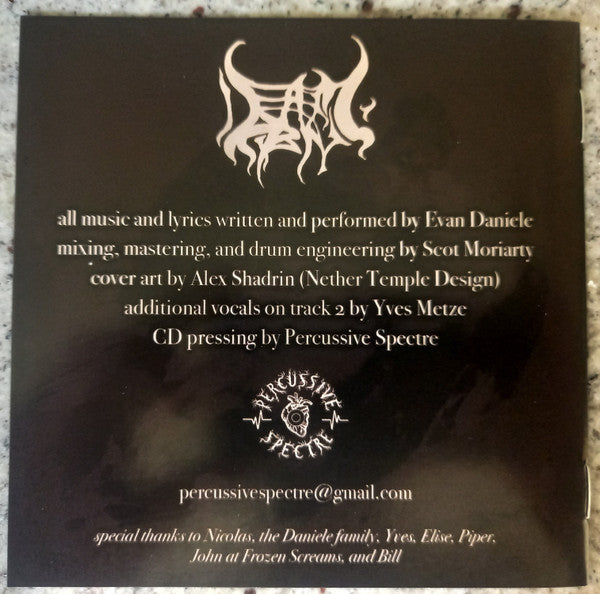 all music and lyrics written and performed by Evan Daniele
mixing, mastering, and drum engineering by Scot Moriarty
cover art by Alex Shadrin (Nether Temple Design)
additional vocals on track 2 by Yves Metze
CD pressing by Percussive Spectre
PERCUSSIVE
SPECTRE
percussivespectre@gmail.com
special thanks to Nicolas, the Daniele family, Yves, Elise, Piper,
John at Frozen Screams, and Bill